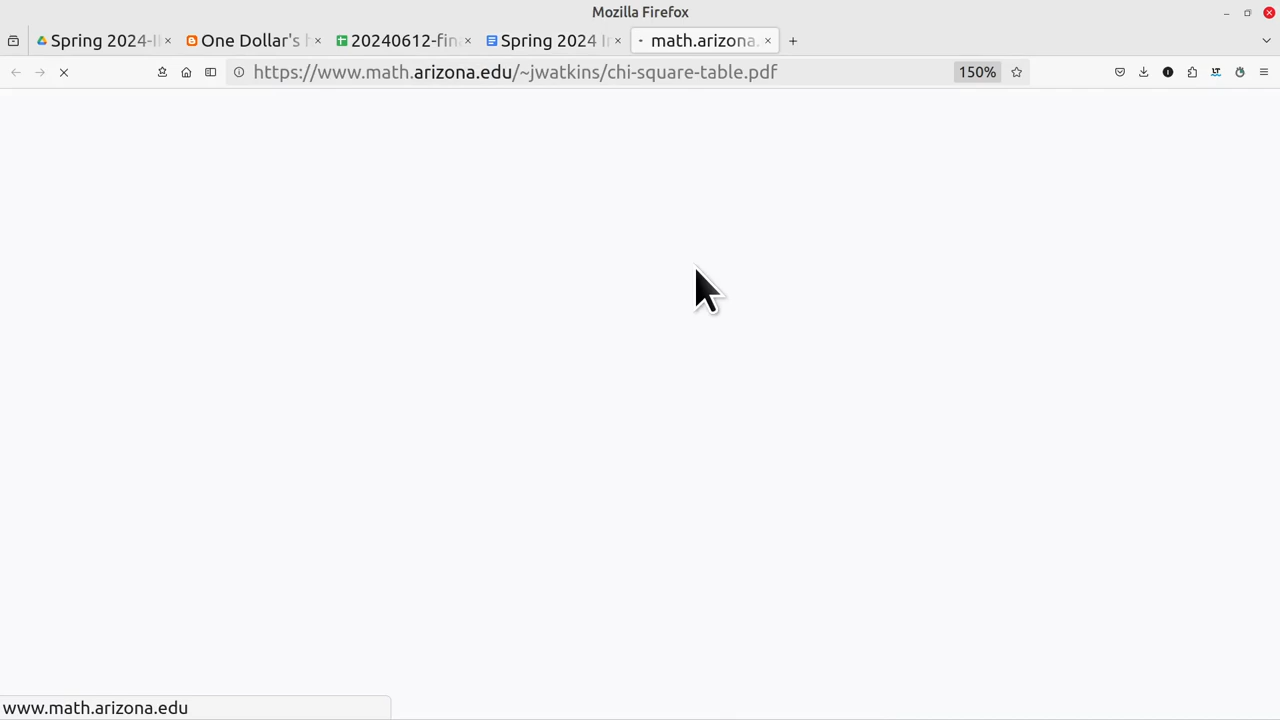 Mozilla Firefox
Spring 2024-I
One Dollar's
20240612-fin
Spring 2024 I
math.arizona.
https://www.math.arizona.edu/~jwatkins/chi-square-table.pdf
150%
LT
www.math.arizona.edu